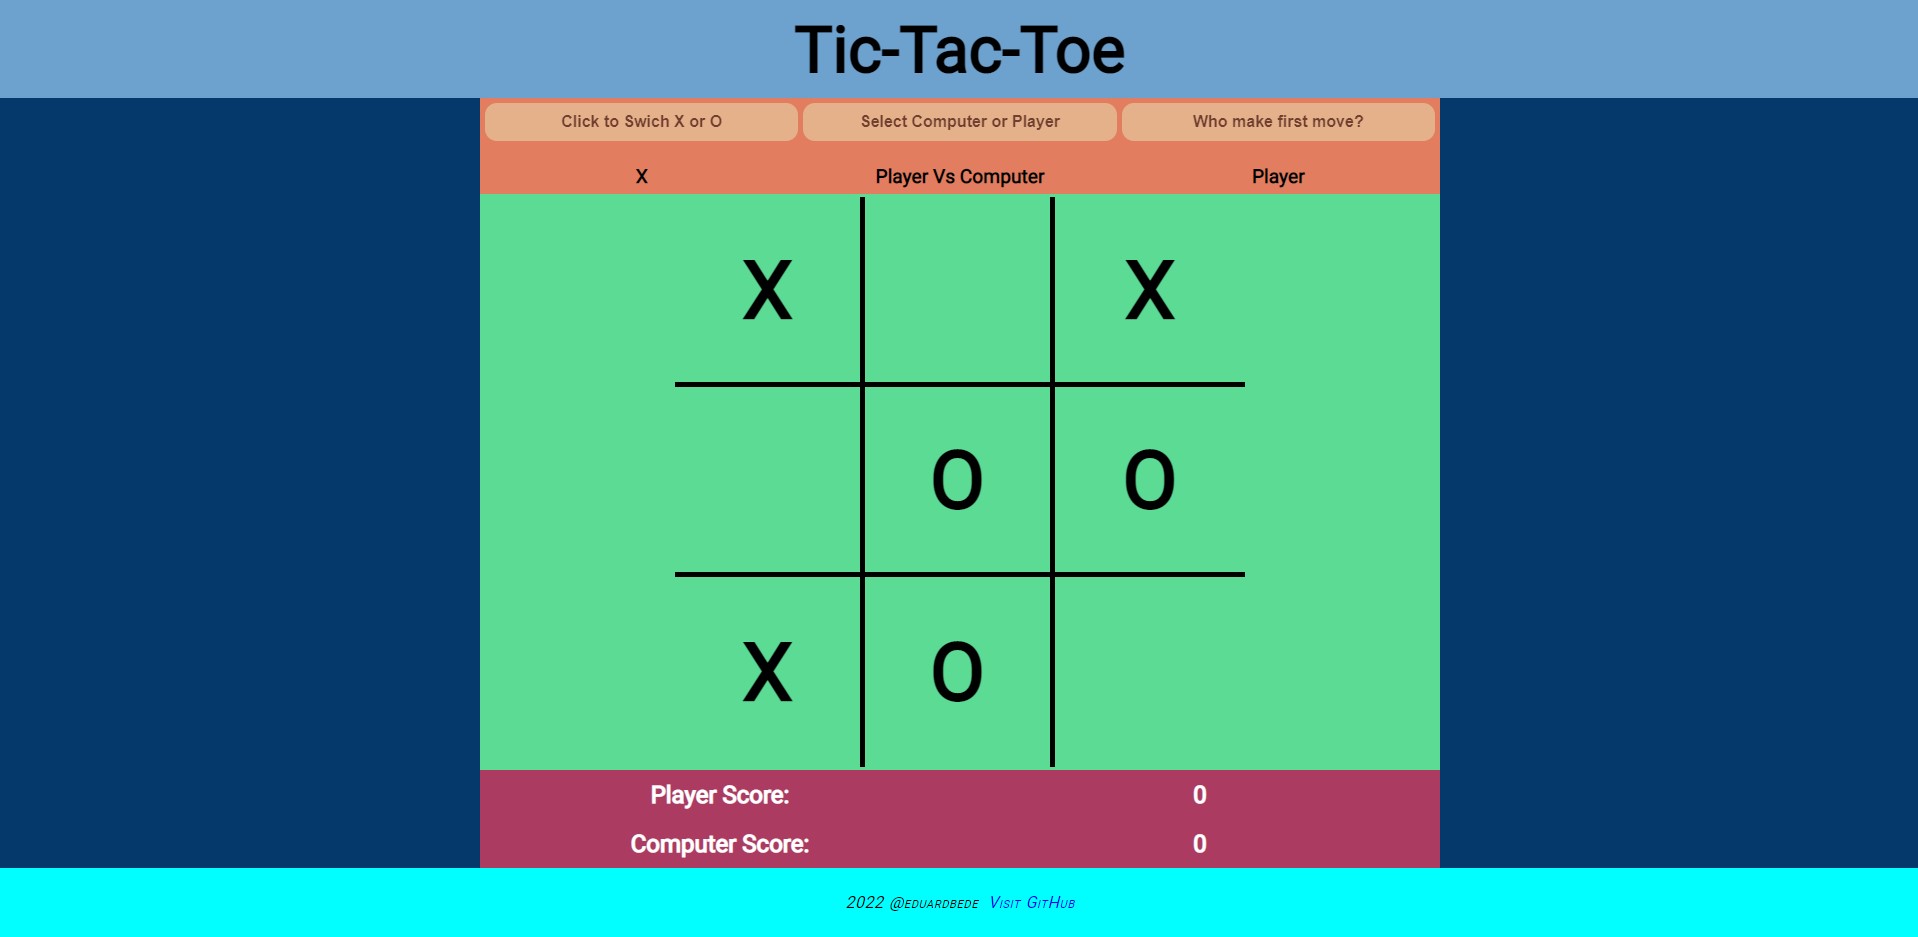 Tic-Tac-Toe
Click to Swich X or O Select Computer or Player Who make first move?
X Player Vs Computer Player
X X
O O
X O
Player Score: 0
Computer Score: 0
2022 @eduardbede Visit GitHub